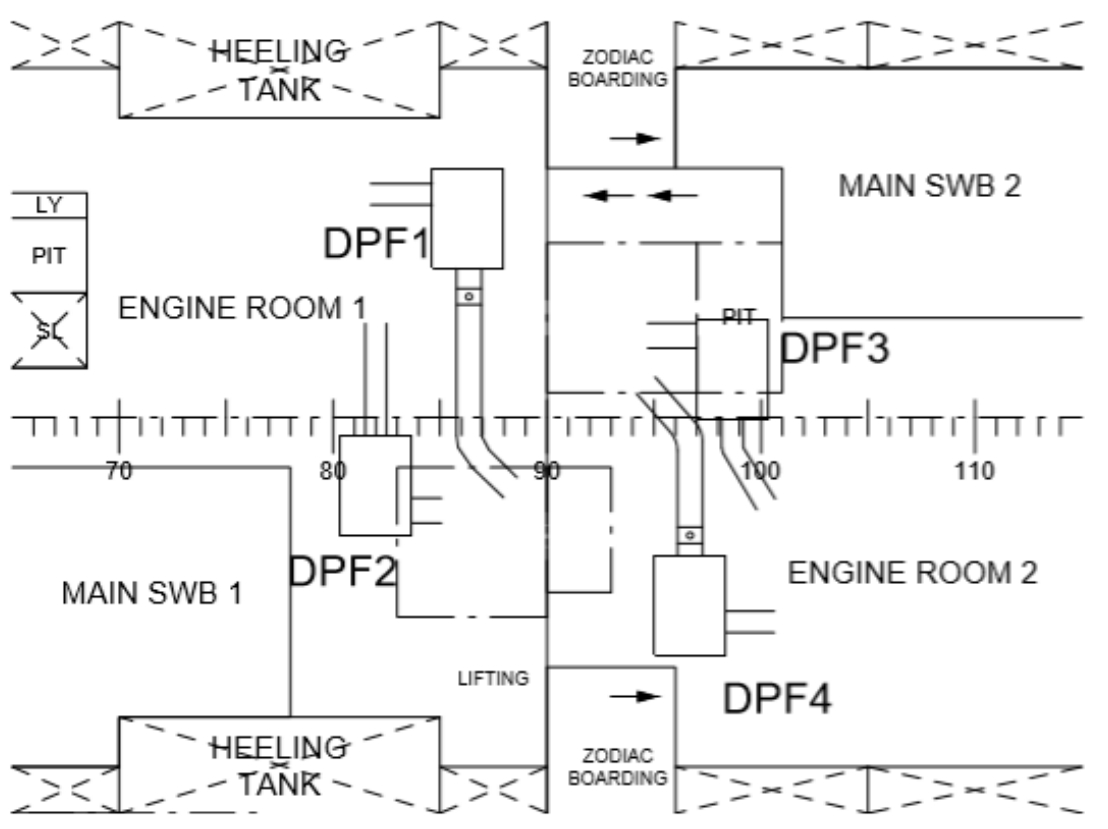 HEELING
TANK
ZODIAC
BOARDING
MAIN SWB 2
LY
PIT
SL
DPF1
ENGINE ROOM 1
PIT
DPF3
70
80
90
100
110
DPF2
MAIN SWB 1
ENGINE ROOM 2
LIFTING
DPF4
HEELING
TANK
ZODIAC
BOARDING